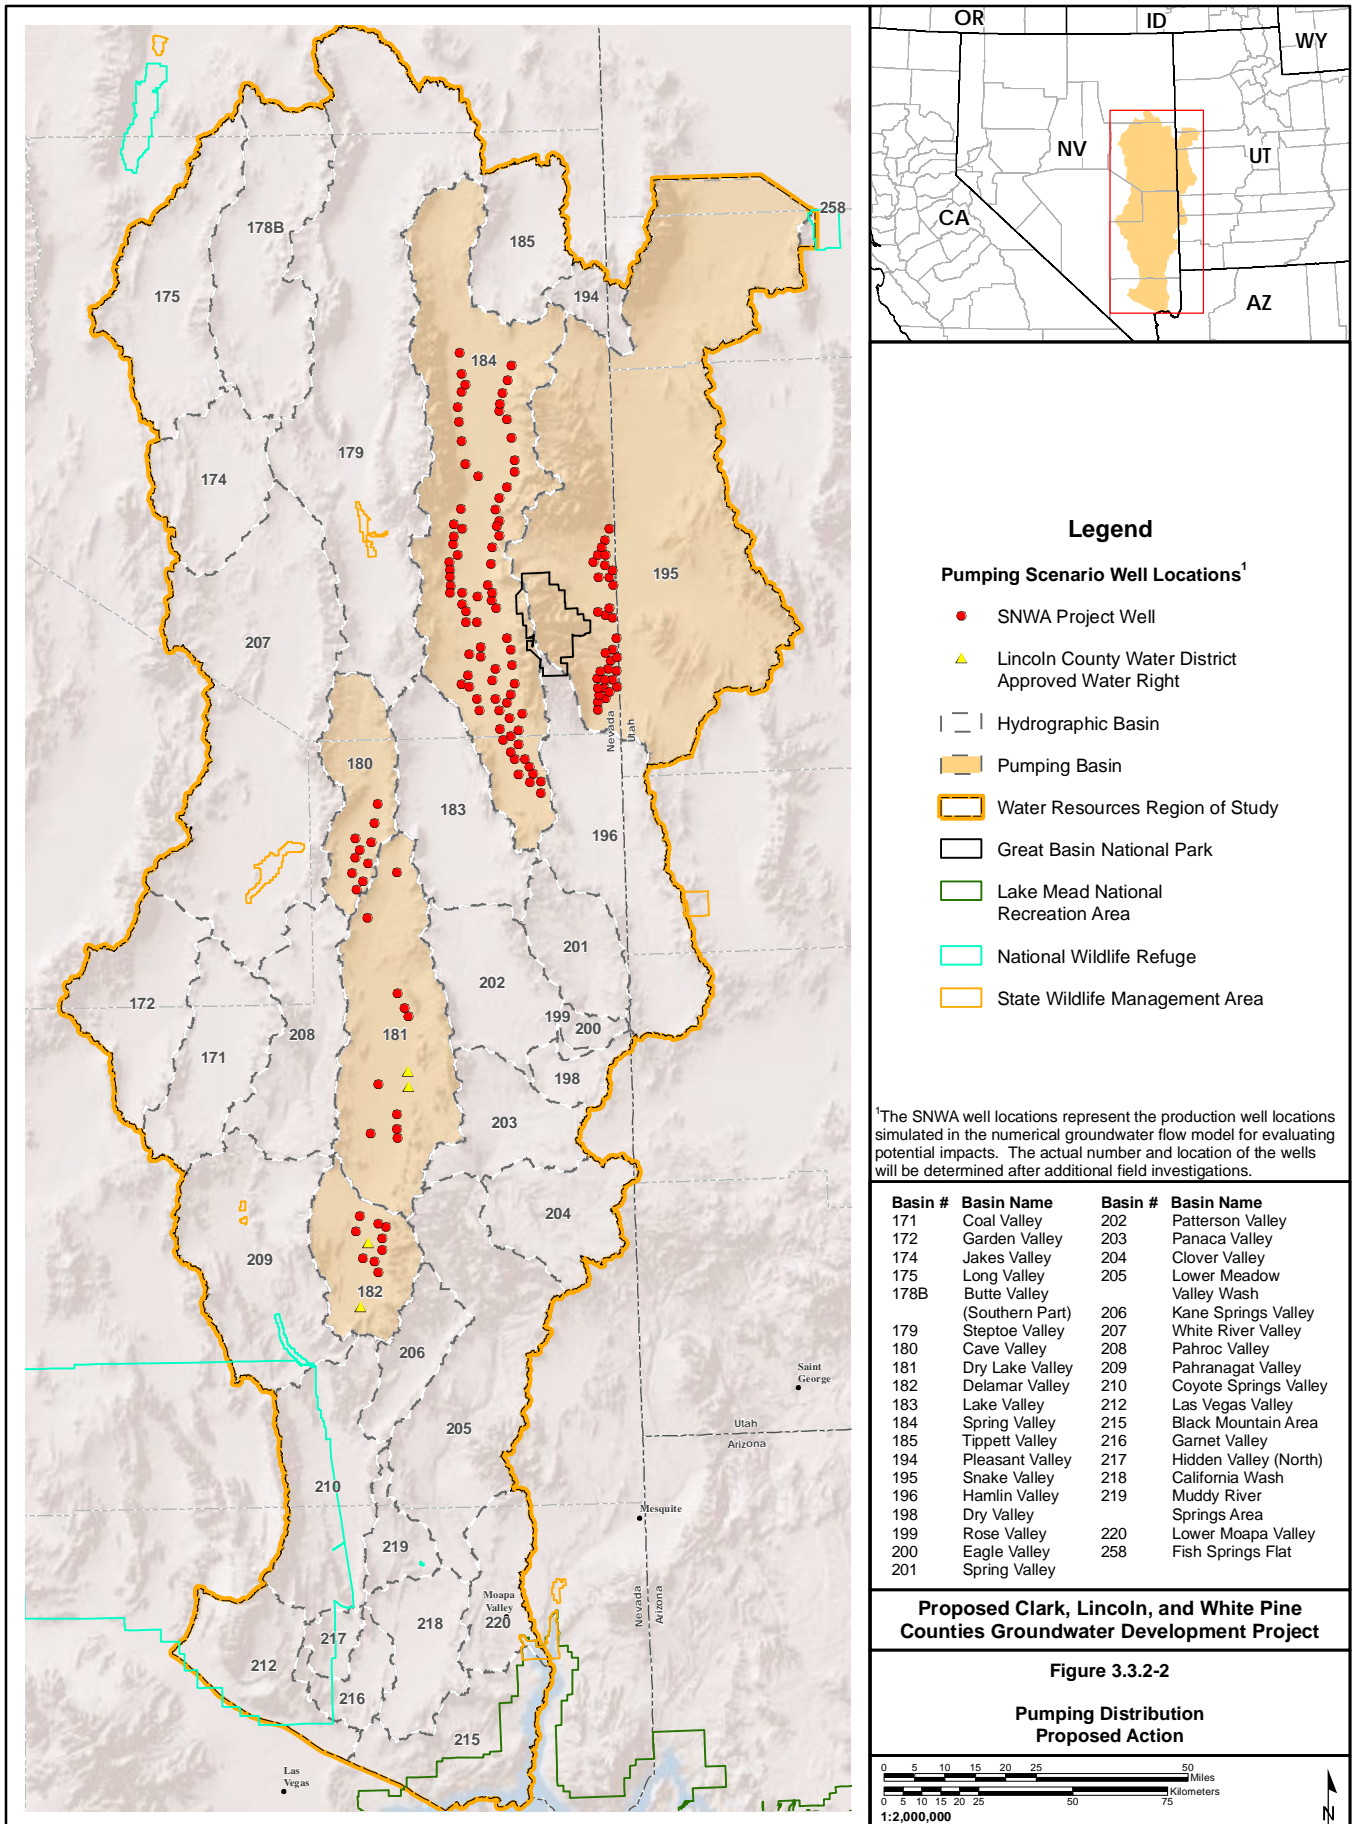 OR
ID
WY
NV
UT
CA
AZ
258
178B
185
175
194
184
179
174
195
207
180
183
196
201
202
172
199
200
181
208
171
198
203
204
209
182
206
205
210
219
220
218
217
212
216
215
Nevada
Utah
Saint
George
Utah
Arizona
Mesquite
Moapa
Valley
Nevada
Arizona
Las
Vegas
Legend
Pumping Scenario Well Locations1
SNWA Project Well
Lincoln County Water District
Approved Water Right
Hydrographic Basin
Pumping Basin
Water Resources Region of Study
Great Basin National Park
Lake Mead National
Recreation Area
National Wildlife Refuge
State Wildlife Management Area
1The SNWA well locations represent the production well locations
simulated in the numerical groundwater flow model for evaluating
potential impacts. The actual number and location of the wells
will be determined after additional field investigations.
Basin # Basin Name Basin # Basin Name
171 Coal Valley 202 Patterson Valley
172 Garden Valley 203 Panaca Valley
174 Jakes Valley 204 Clover Valley
175 Long Valley 205 Lower Meadow
178B Butte Valley Valley Wash
(Southern Part) 206 Kane Springs Valley
179 Steptoe Valley 207 White River Valley
180 Cave Valley 208 Pahroc Valley
181 Dry Lake Valley 209 Pahranagat Valley
182 Delamar Valley 210 Coyote Springs Valley
183 Lake Valley 212 Las Vegas Valley
184 Spring Valley 215 Black Mountain Area
185 Tippett Valley 216 Garnet Valley
194 Pleasant Valley 217 Hidden Valley (North)
195 Snake Valley 218 California Wash
196 Hamlin Valley 219 Muddy River
198 Dry Valley Springs Area
199 Rose Valley 220 Lower Moapa Valley
200 Eagle Valley 258 Fish Springs Flat
201 Spring Valley
Proposed Clark, Lincoln, and White Pine
Counties Groundwater Development Project
Figure 3.3.2-2
Pumping Distribution
Proposed Action
0 5 10 15 20 25 50
Miles
Kilometers
0 5 10 15 20 25 50 75
1:2,000,000
N